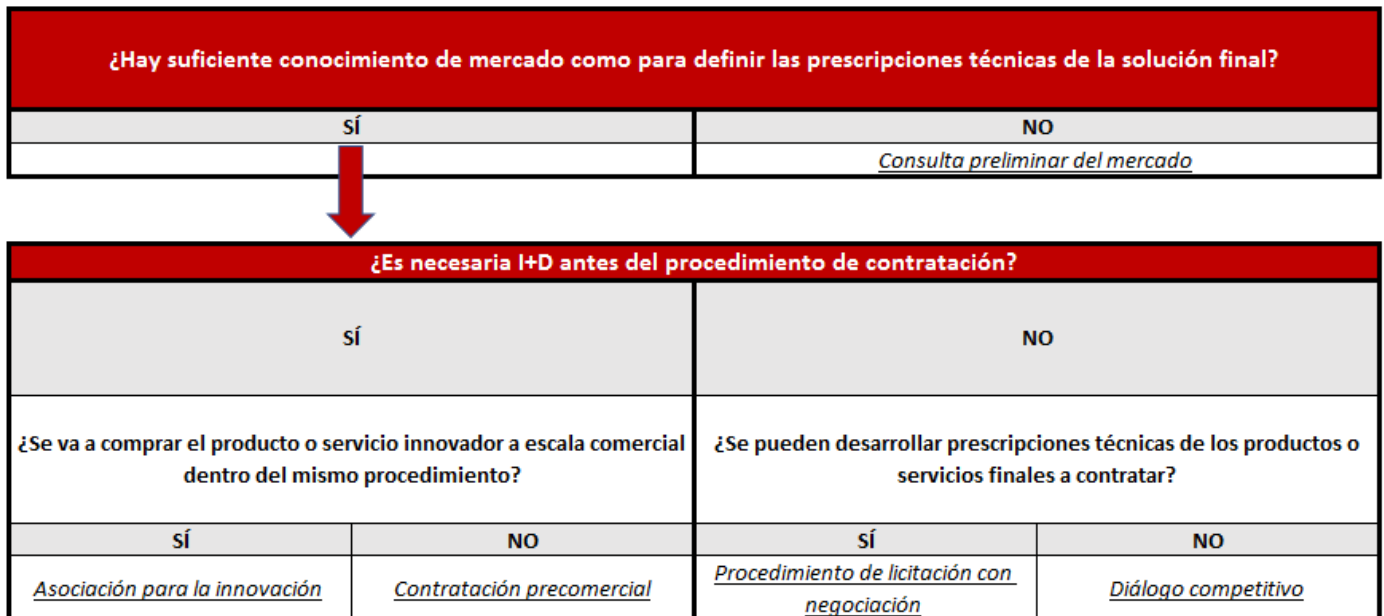 ¿Hay suficiente conocimiento de mercado como para definir las prescripciones técnicas de la solución final?
SÍ
NO
Consulta preliminar del mercado
¿Es necesaria I+D antes del procedimiento de contratación?
SÍ
NO
¿Se va a comprar el producto o servicio innovador a escala comercial
dentro del mismo procedimiento?
¿Se pueden desarrollar prescripciones técnicas de los productos o
servicios finales a contratar?
SÍ
NO
SÍ
NO
Asociación para la innovación
Contratación precomercial
Procedimiento de licitación con
negociación
Diálogo competitivo